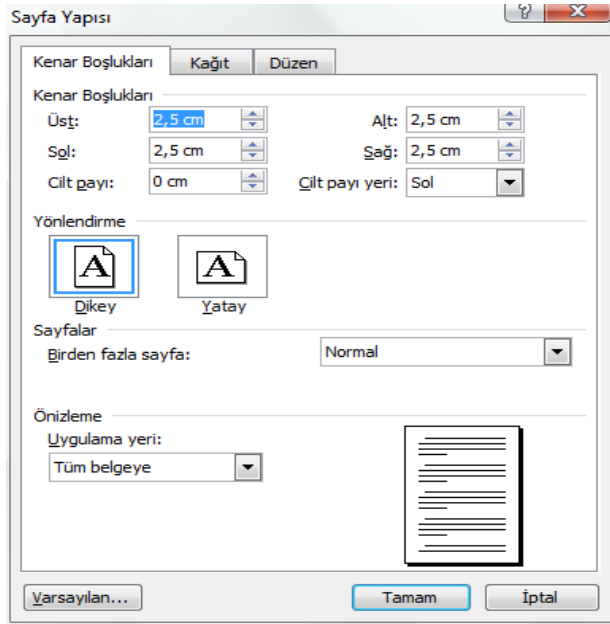 Sayfa Yapısı
Kenar Boşlukları Kağıt Düzen
Kenar Boşlukları
Üst: 2,5 cm Alt: 2,5 cm
Sol: 2,5 cm Sağ: 2,5 cm
Cilt payı: 0 cm Cilt payı yeri: Sol
Yönlendirme
A A
Dikey Yatay
Sayfalar
Birden fazla sayfa: Normal
Önizleme
Uygulama yeri:
Tüm belgeye
Varsayılan... Tamam İptal